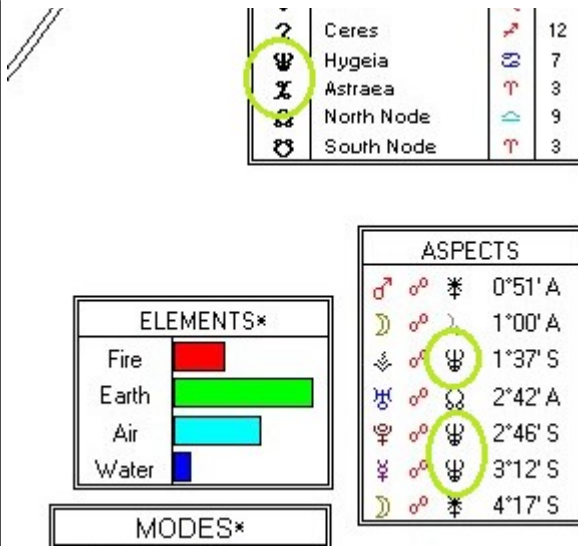 Ceres 12
Hygeia 7
Astraea 3
North Node 9
South Node 3
ASPECTS
♂ ☍ ⚵ 0°51' A
☽ ☍ 1°00' A
☍ 1°37' S
♅ ☍ ☊ 2°42' A
☍ 2°46' S
☿ ☍ 3°12' S
☽ ☍ ⚵ 4°17' S
ELEMENTS*
Fire
Earth
Air
Water
MODES*